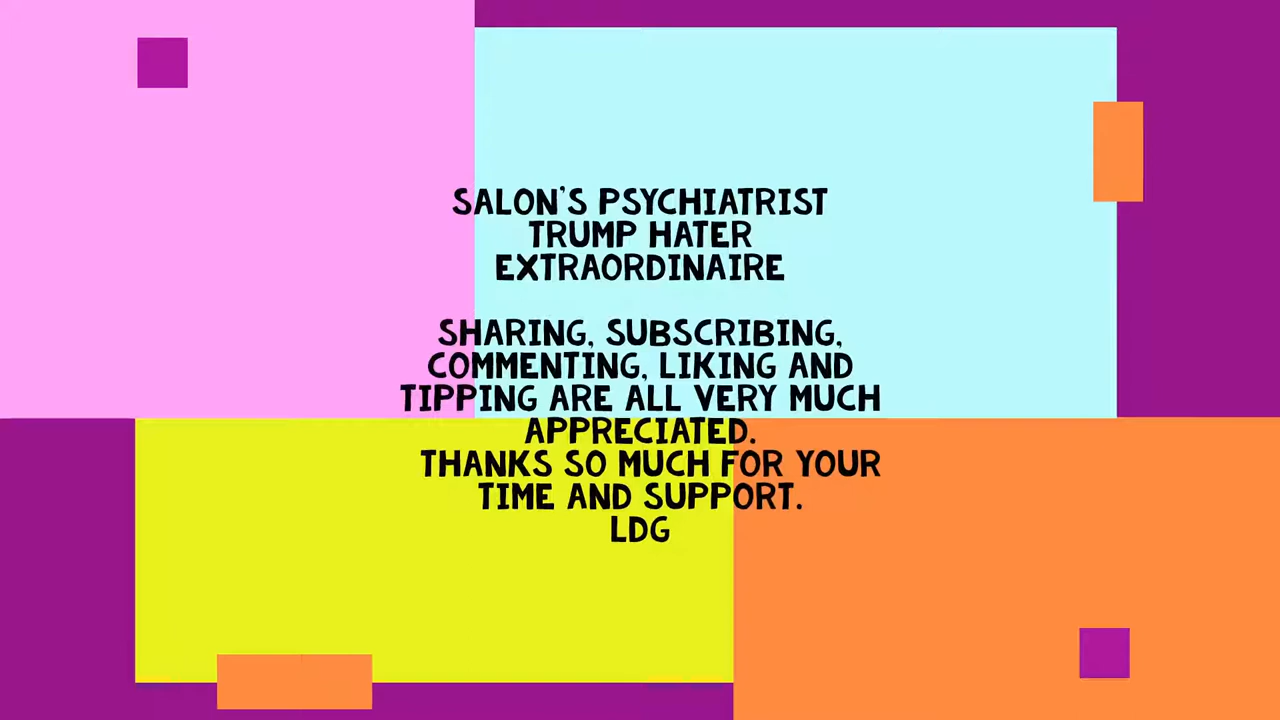 SALON'S PSYCHIATRIST
TRUMP HATER
EXTRAORDINAIRE
SHARING, SUBSCRIBING,
COMMENTING, LIKING AND
TIPPING ARE ALL VERY MUCH
APPRECIATED.
THANKS SO MUCH FOR YOUR
TIME AND SUPPORT.
LDG